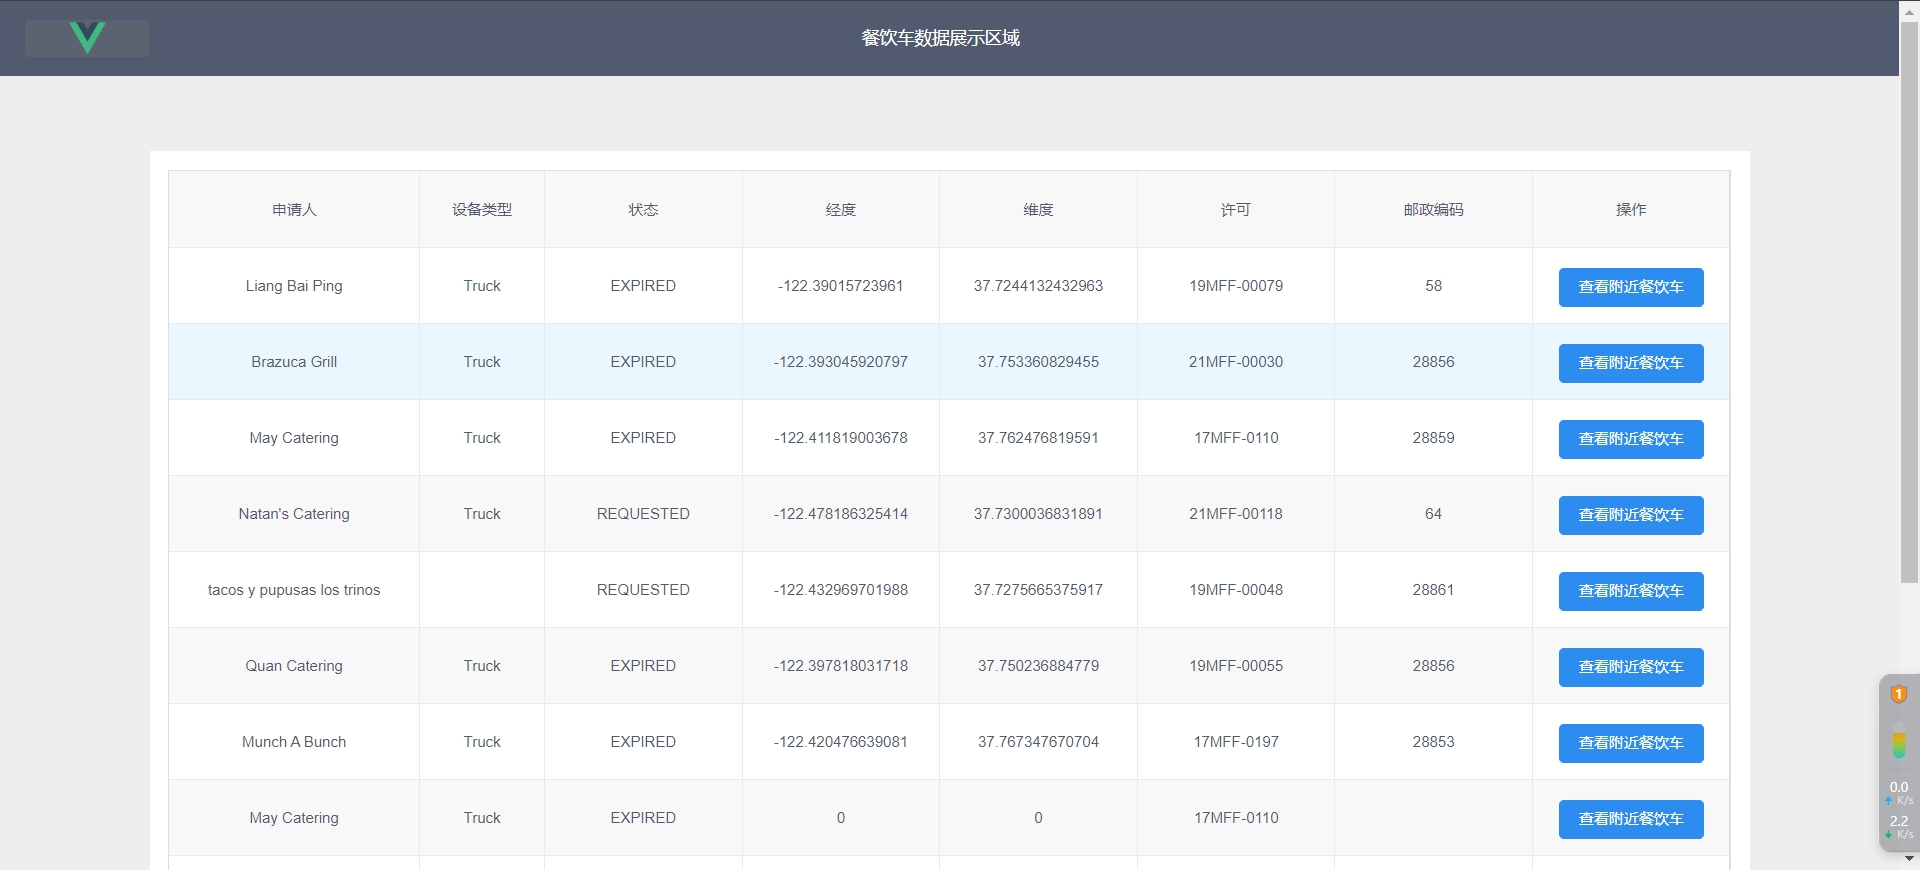 餐饮车数据展示区域
申请人 设备类型 状态 经度 维度 许可 邮政编码 操作
Liang Bai Ping Truck EXPIRED -122.39015723961 37.7244132432963 19MFF-00079 58 查看附近餐饮车
Brazuca Grill Truck EXPIRED -122.393045920797 37.753360829455 21MFF-00030 28856 查看附近餐饮车
May Catering Truck EXPIRED -122.411819003678 37.762476819591 17MFF-0110 28859 查看附近餐饮车
Natan's Catering Truck REQUESTED -122.478186325414 37.7300036831891 21MFF-00118 64 查看附近餐饮车
tacos y pupusas los trinos REQUESTED -122.432969701988 37.7275665375917 19MFF-00048 28861 查看附近餐饮车
Quan Catering Truck EXPIRED -122.397818031718 37.750236884779 19MFF-00055 28856 查看附近餐饮车
Munch A Bunch Truck EXPIRED -122.420476639081 37.767347670704 17MFF-0197 28853 查看附近餐饮车
May Catering Truck EXPIRED 0 0 17MFF-0110 查看附近餐饮车
1
0.0
K/s
2.2
K/s